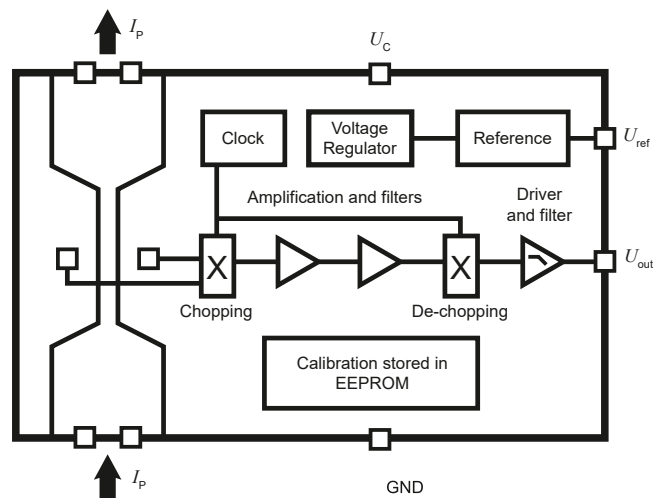 I_P
U_C
Clock
Voltage
Regulator
Reference
U_ref
Amplification and filters
Driver
and filter
X
X
U_out
Chopping
De-chopping
Calibration stored in
EEPROM
I_P
GND